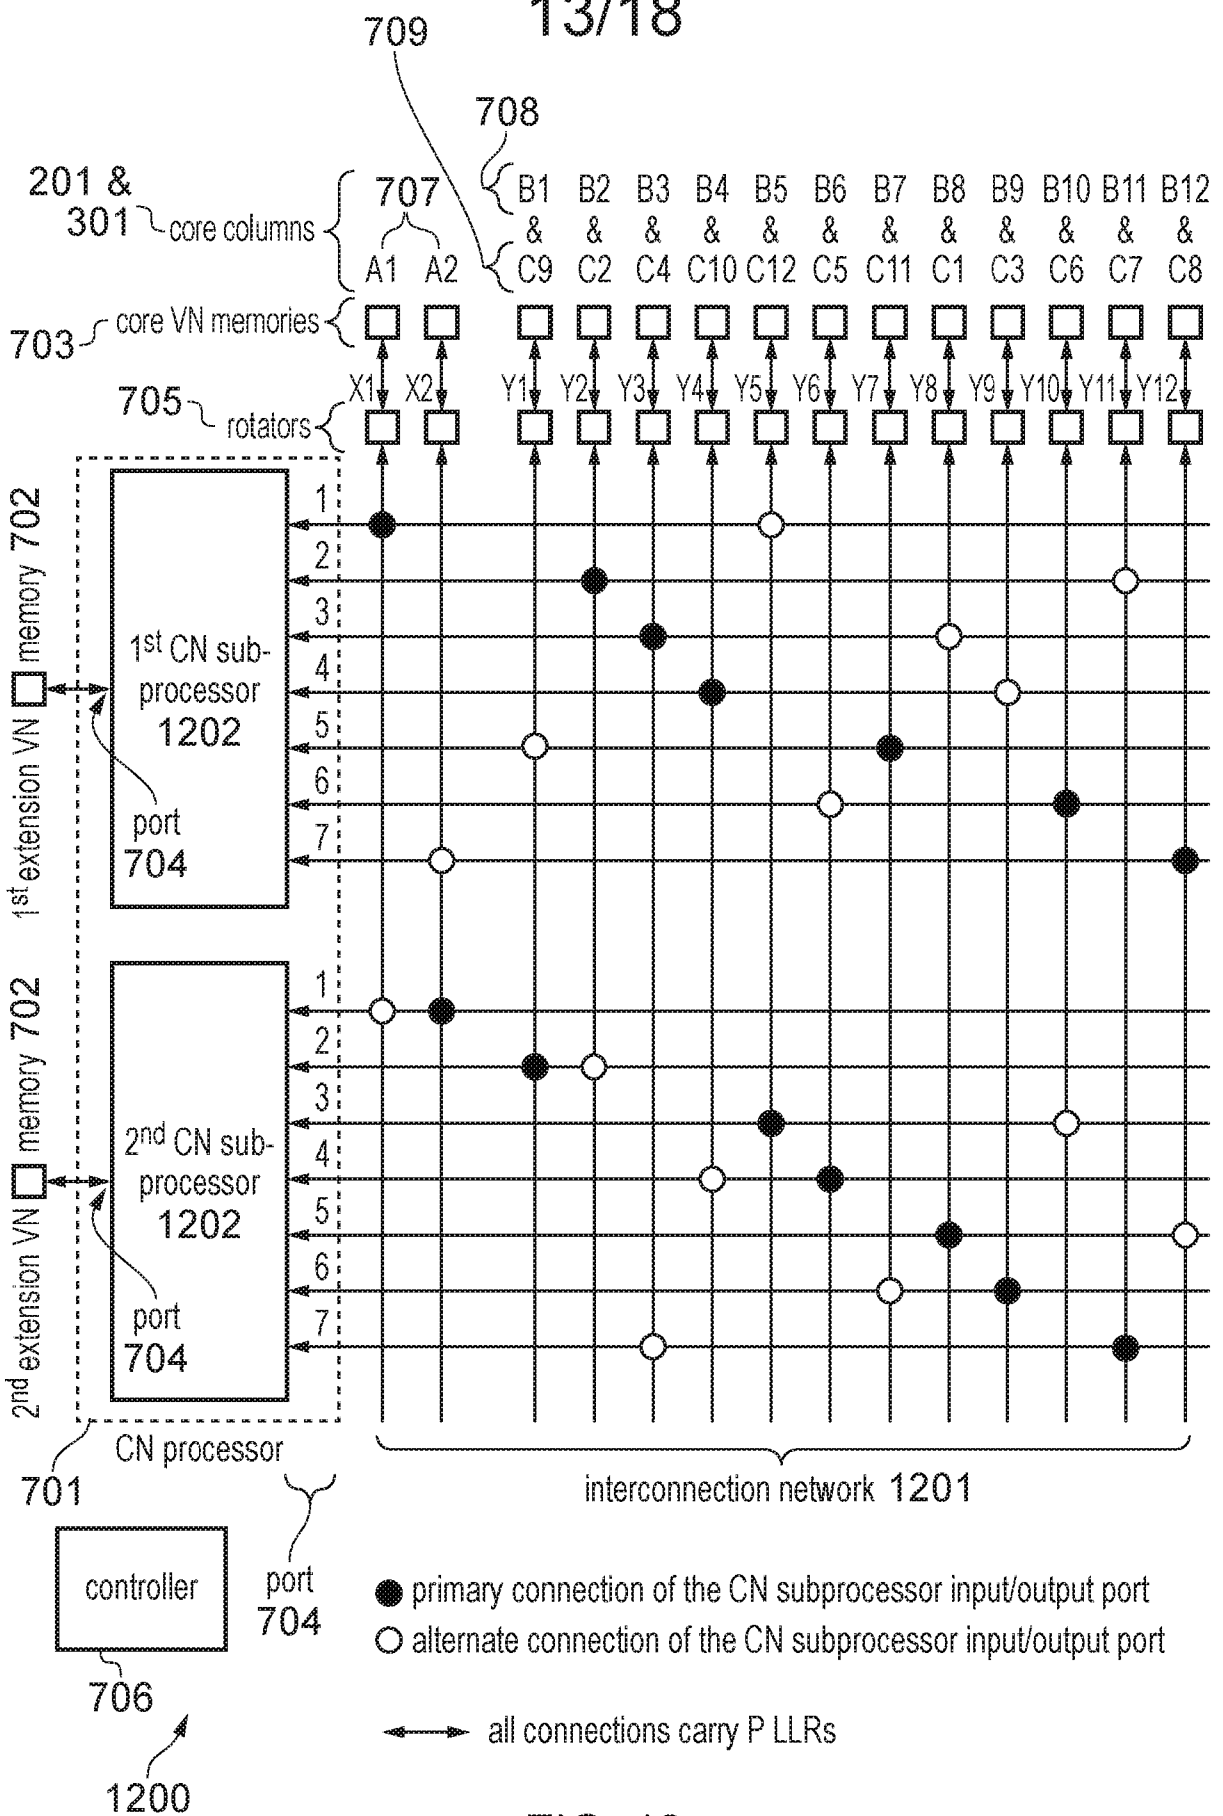 13/18
709
708
201 &
301
core columns
707
A1 A2
B1 B2 B3 B4 B5 B6 B7 B8 B9 B10 B11 B12
& & & & & & & & & & & &
C9 C2 C4 C10 C12 C5 C11 C1 C3 C6 C7 C8
703
core VN memories
X1 X2 Y1 Y2 Y3 Y4 Y5 Y6 Y7 Y8 Y9 Y10 Y11 Y12
705
rotators
1st extension VN memory 702
1st CN sub-
processor
1202
port
704
1
2
3
4
5
6
7
2nd extension VN memory 702
2nd CN sub-
processor
1202
port
704
1
2
3
4
5
6
7
701
CN processor
interconnection network 1201
controller
706
port
704
primary connection of the CN subprocessor input/output port
alternate connection of the CN subprocessor input/output port
all connections carry P LLRs
1200